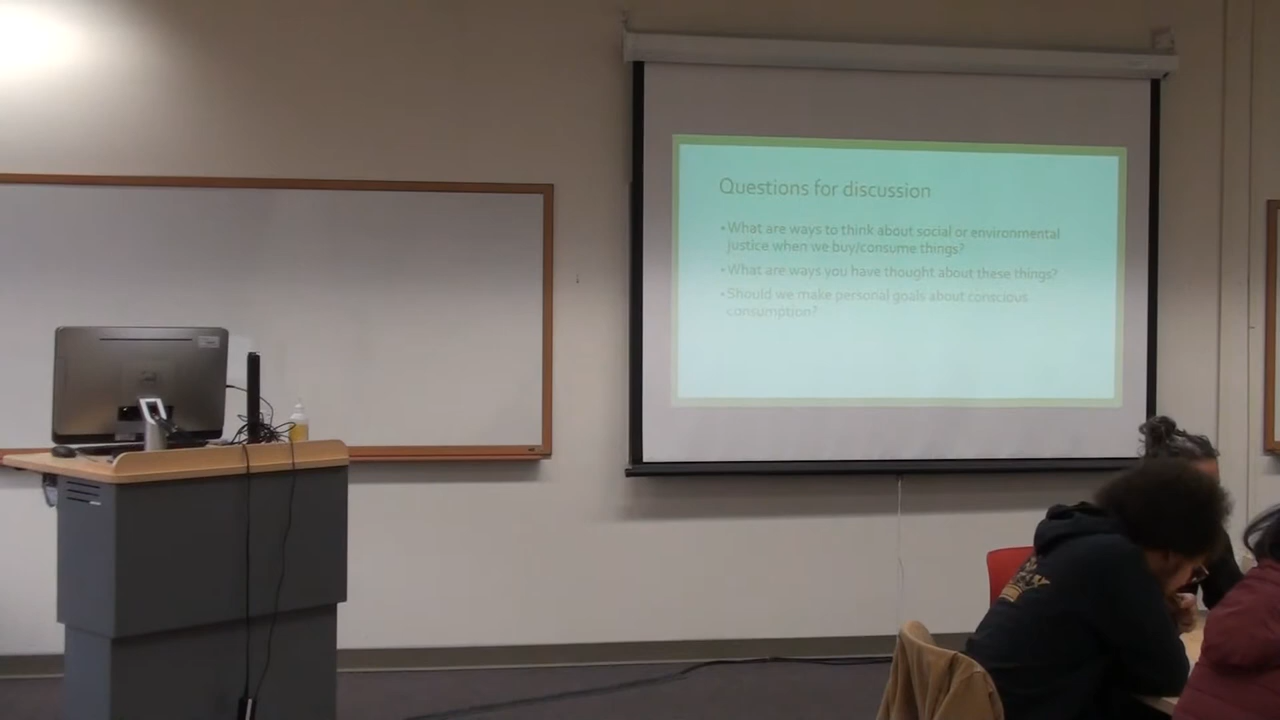 Questions for discussion
•What are ways to think about social or environmental
justice when we buy/consume things?
•What are ways you have thought about these things?
•Should we make personal goals about conscious
consumption?